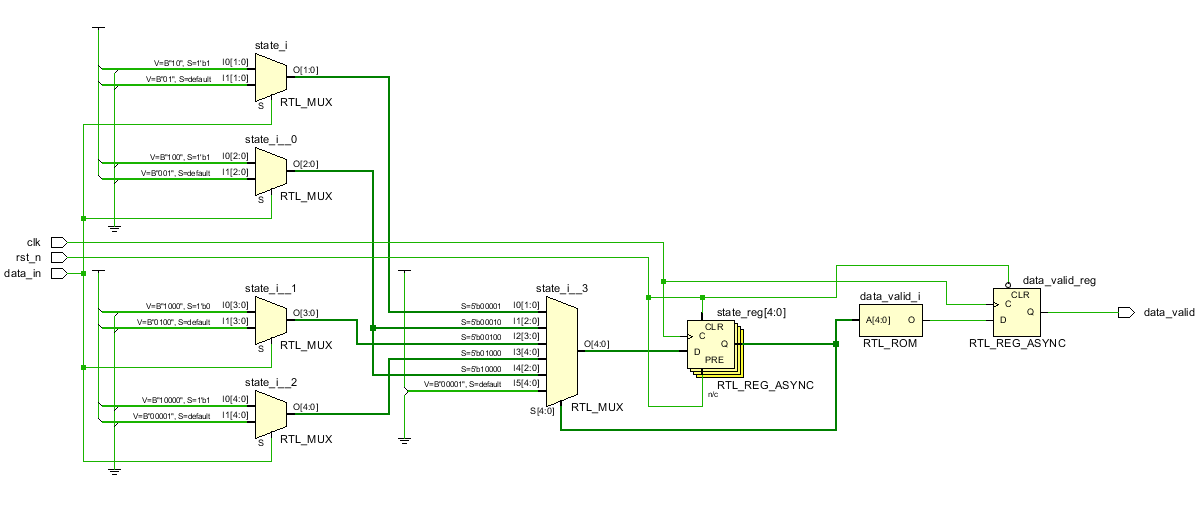 state_i
V=B"10", S=1'b1 I0[1:0]
O[1:0]
V=B"01", S=default I1[1:0]
S
RTL_MUX
state_i__0
V=B"100", S=1'b1 I0[2:0]
O[2:0]
V=B"001", S=default I1[2:0]
S
RTL_MUX
clk
rst_n
data_in
state_i__1
V=B"1000", S=1'b0 I0[3:0]
O[3:0]
V=B"0100", S=default I1[3:0]
S
RTL_MUX
state_i__2
V=B"10000", S=1'b1 I0[4:0]
O[4:0]
V=B"00001", S=default I1[4:0]
S
RTL_MUX
state_i__3
S=5'b00001 I0[1:0]
S=5'b00010 I1[2:0]
S=5'b00100 I2[3:0]
O[4:0]
S=5'b01000 I3[4:0]
S=5'b10000 I4[2:0]
V=B"00001", S=default I5[4:0]
S[4:0]
RTL_MUX
state_reg[4:0]
CLR
C
Q
D
PRE
RTL_REG_ASYNC
n/c
data_valid_i
A[4:0] O
RTL_ROM
data_valid_reg
CLR
C
Q
D
RTL_REG_ASYNC
data_valid